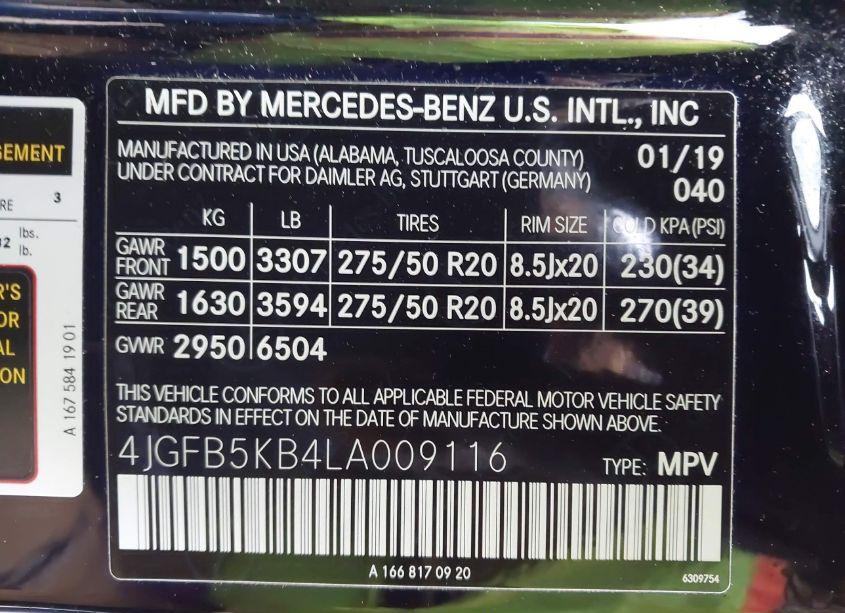 MFD BY MERCEDES-BENZ U.S. INTL., INC
MANUFACTURED IN USA (ALABAMA, TUSCALOOSA COUNTY) 01/19
UNDER CONTRACT FOR DAIMLER AG, STUTTGART (GERMANY) 040
KG LB TIRES RIM SIZE COLD KPA (PSI)
GAWR FRONT 1500 3307 275/50 R20 8.5Jx20 230(34)
GAWR REAR 1630 3594 275/50 R20 8.5Jx20 270(39)
GVWR 2950 6504
THIS VEHICLE CONFORMS TO ALL APPLICABLE FEDERAL MOTOR VEHICLE SAFETY
STANDARDS IN EFFECT ON THE DATE OF MANUFACTURE SHOWN ABOVE.
4JGFB5KB4LA009116 TYPE: MPV
A 166 817 09 20
6309754
GEMENT
RE 3
lbs.
lb.
R'S
OR
AL
ON
A 167 584 19 01